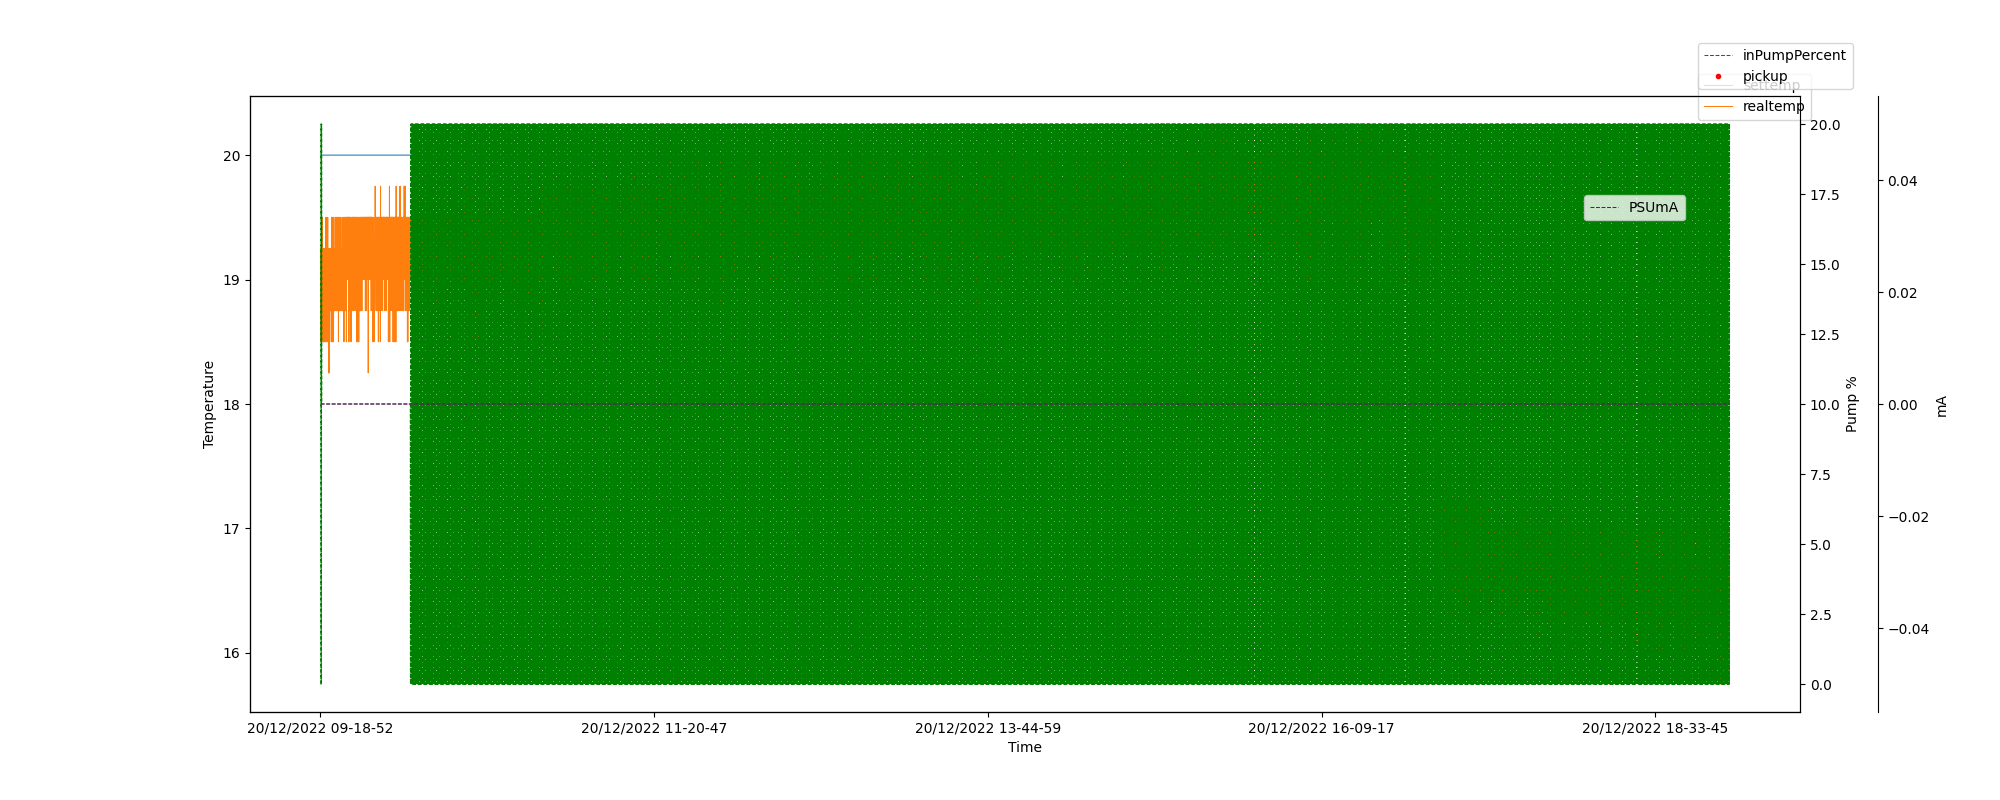 inPumpPercent
pickup
settemp
realtemp
PSUmA
20
19
18
17
16
Temperature
20.0
17.5
15.0
12.5
10.0
7.5
5.0
2.5
0.0
Pump %
0.04
0.02
0.00
−0.02
−0.04
mA
20/12/2022 09-18-52
20/12/2022 11-20-47
20/12/2022 13-44-59
20/12/2022 16-09-17
20/12/2022 18-33-45
Time